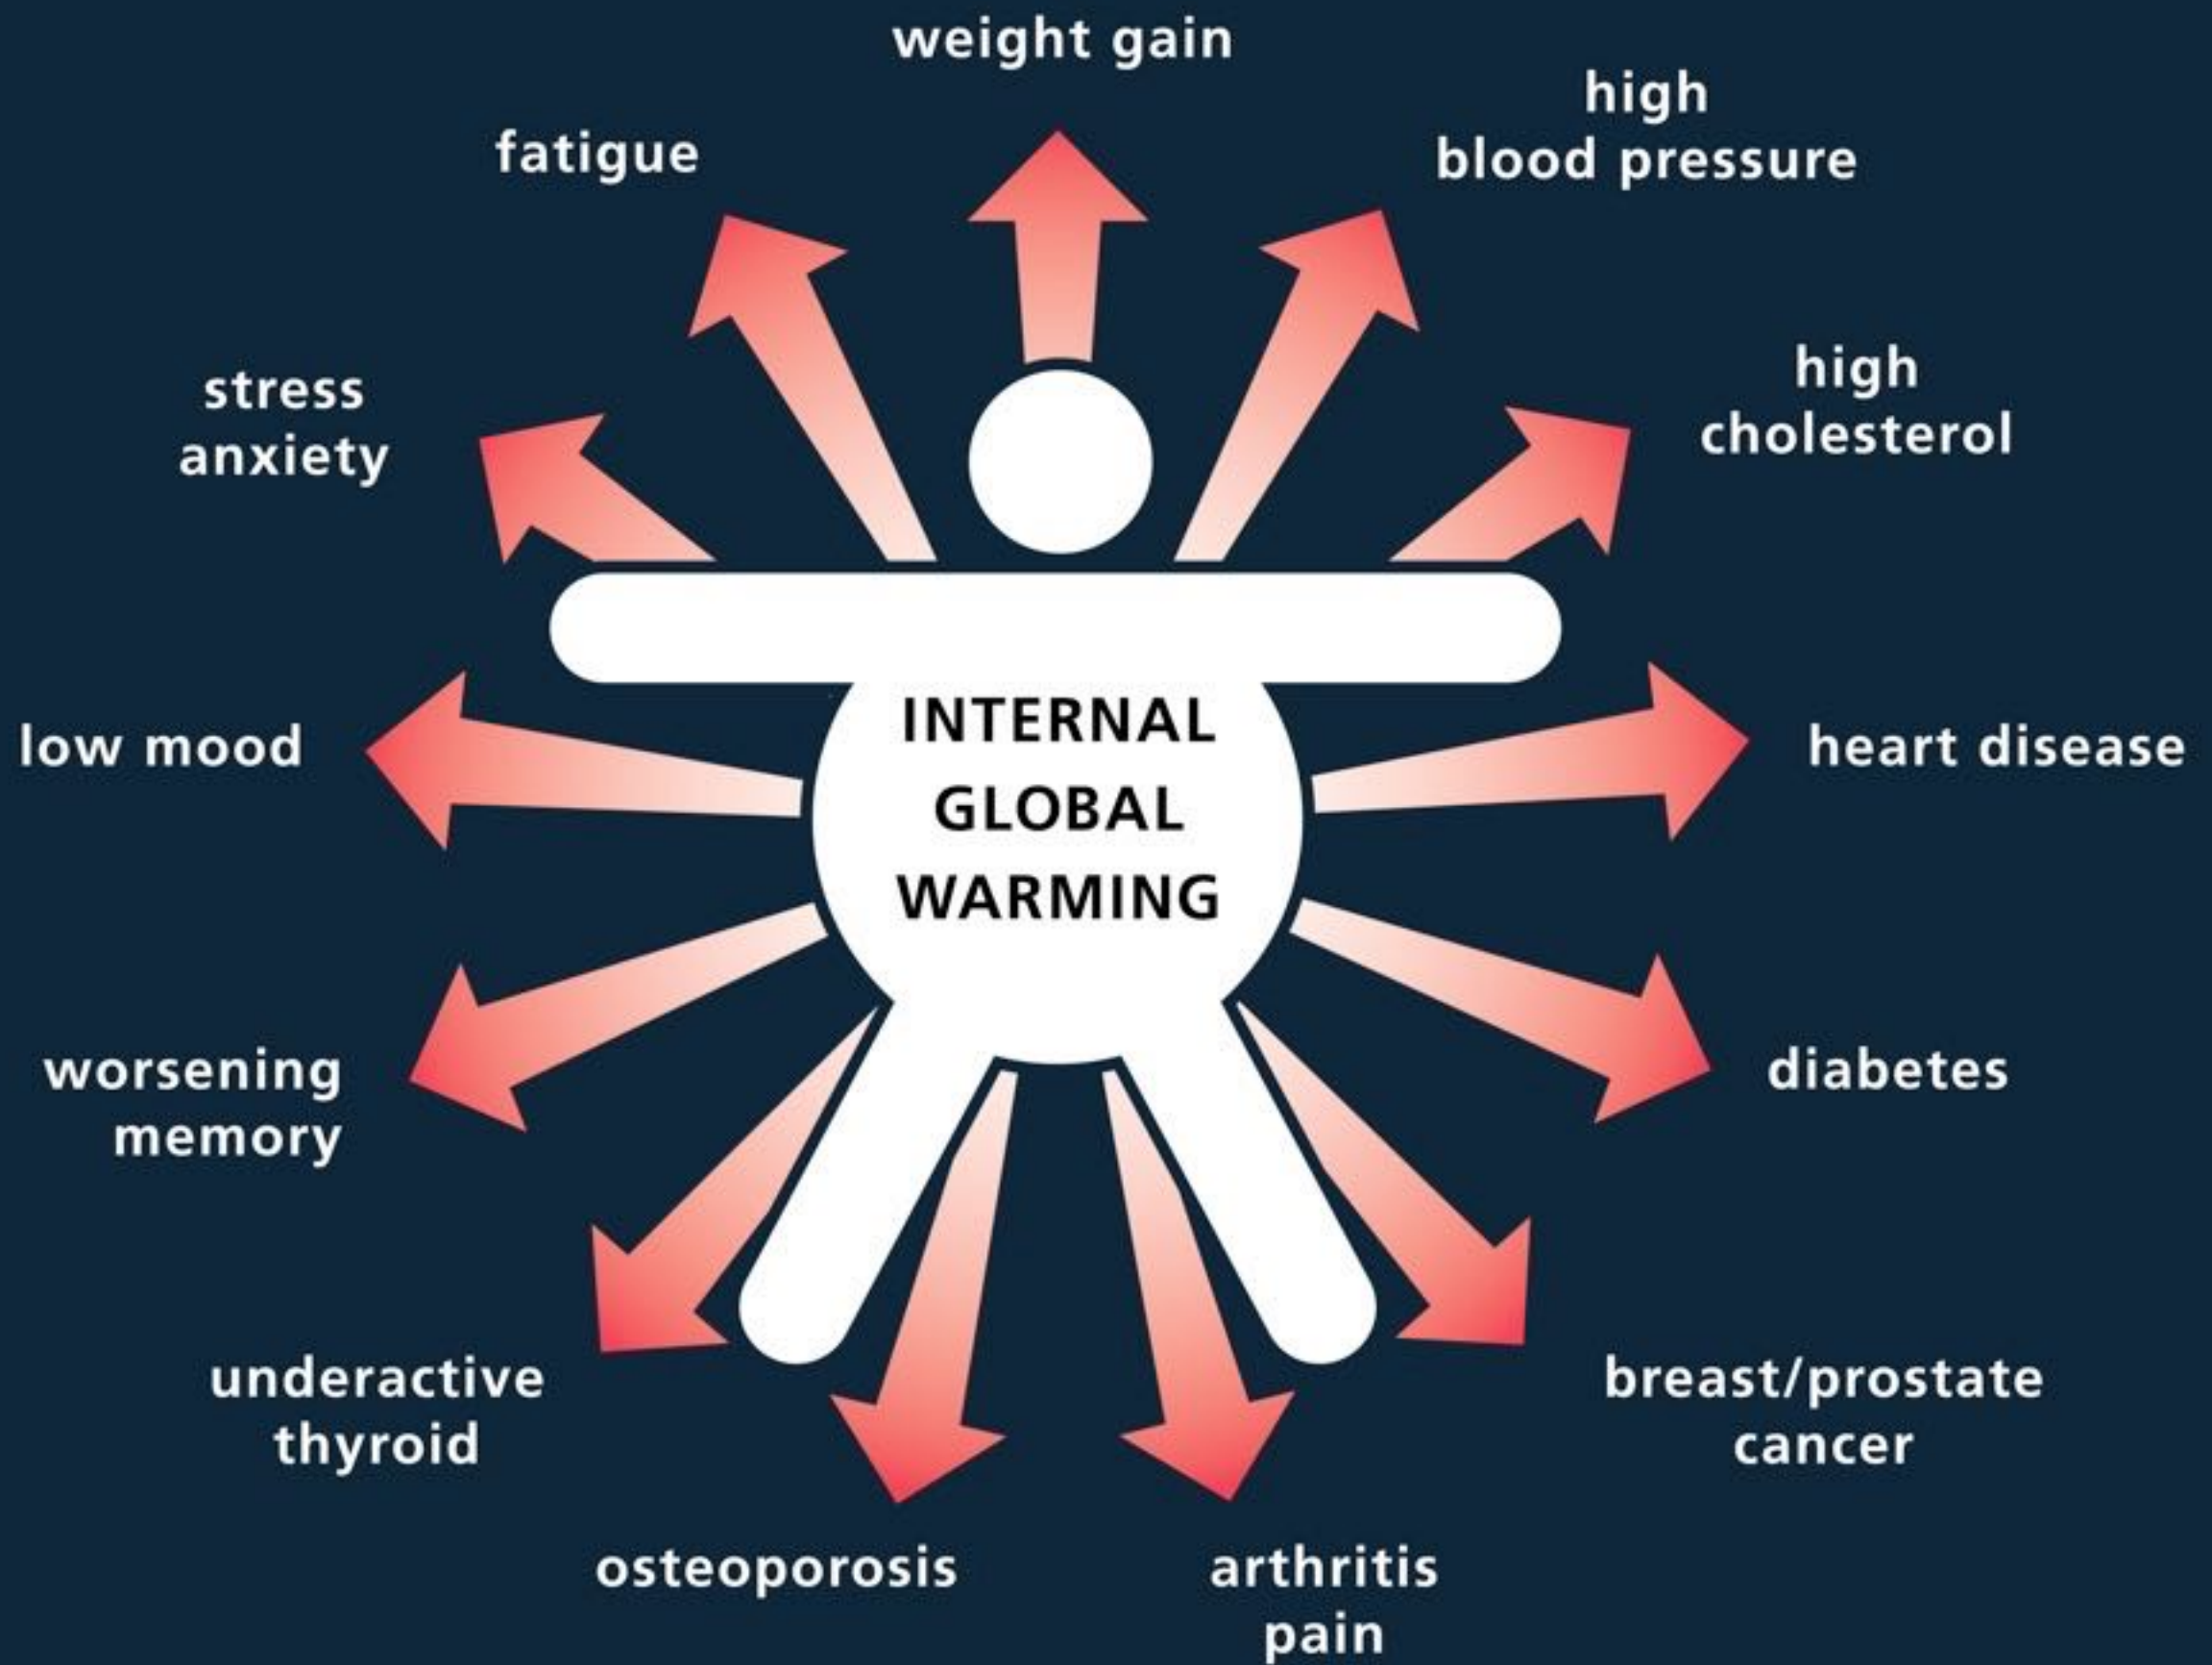 weight gain
high
blood pressure
fatigue
high
cholesterol
stress
anxiety
INTERNAL
GLOBAL
WARMING
low mood
heart disease
worsening
memory
diabetes
underactive
thyroid
breast/prostate
cancer
osteoporosis
arthritis
pain